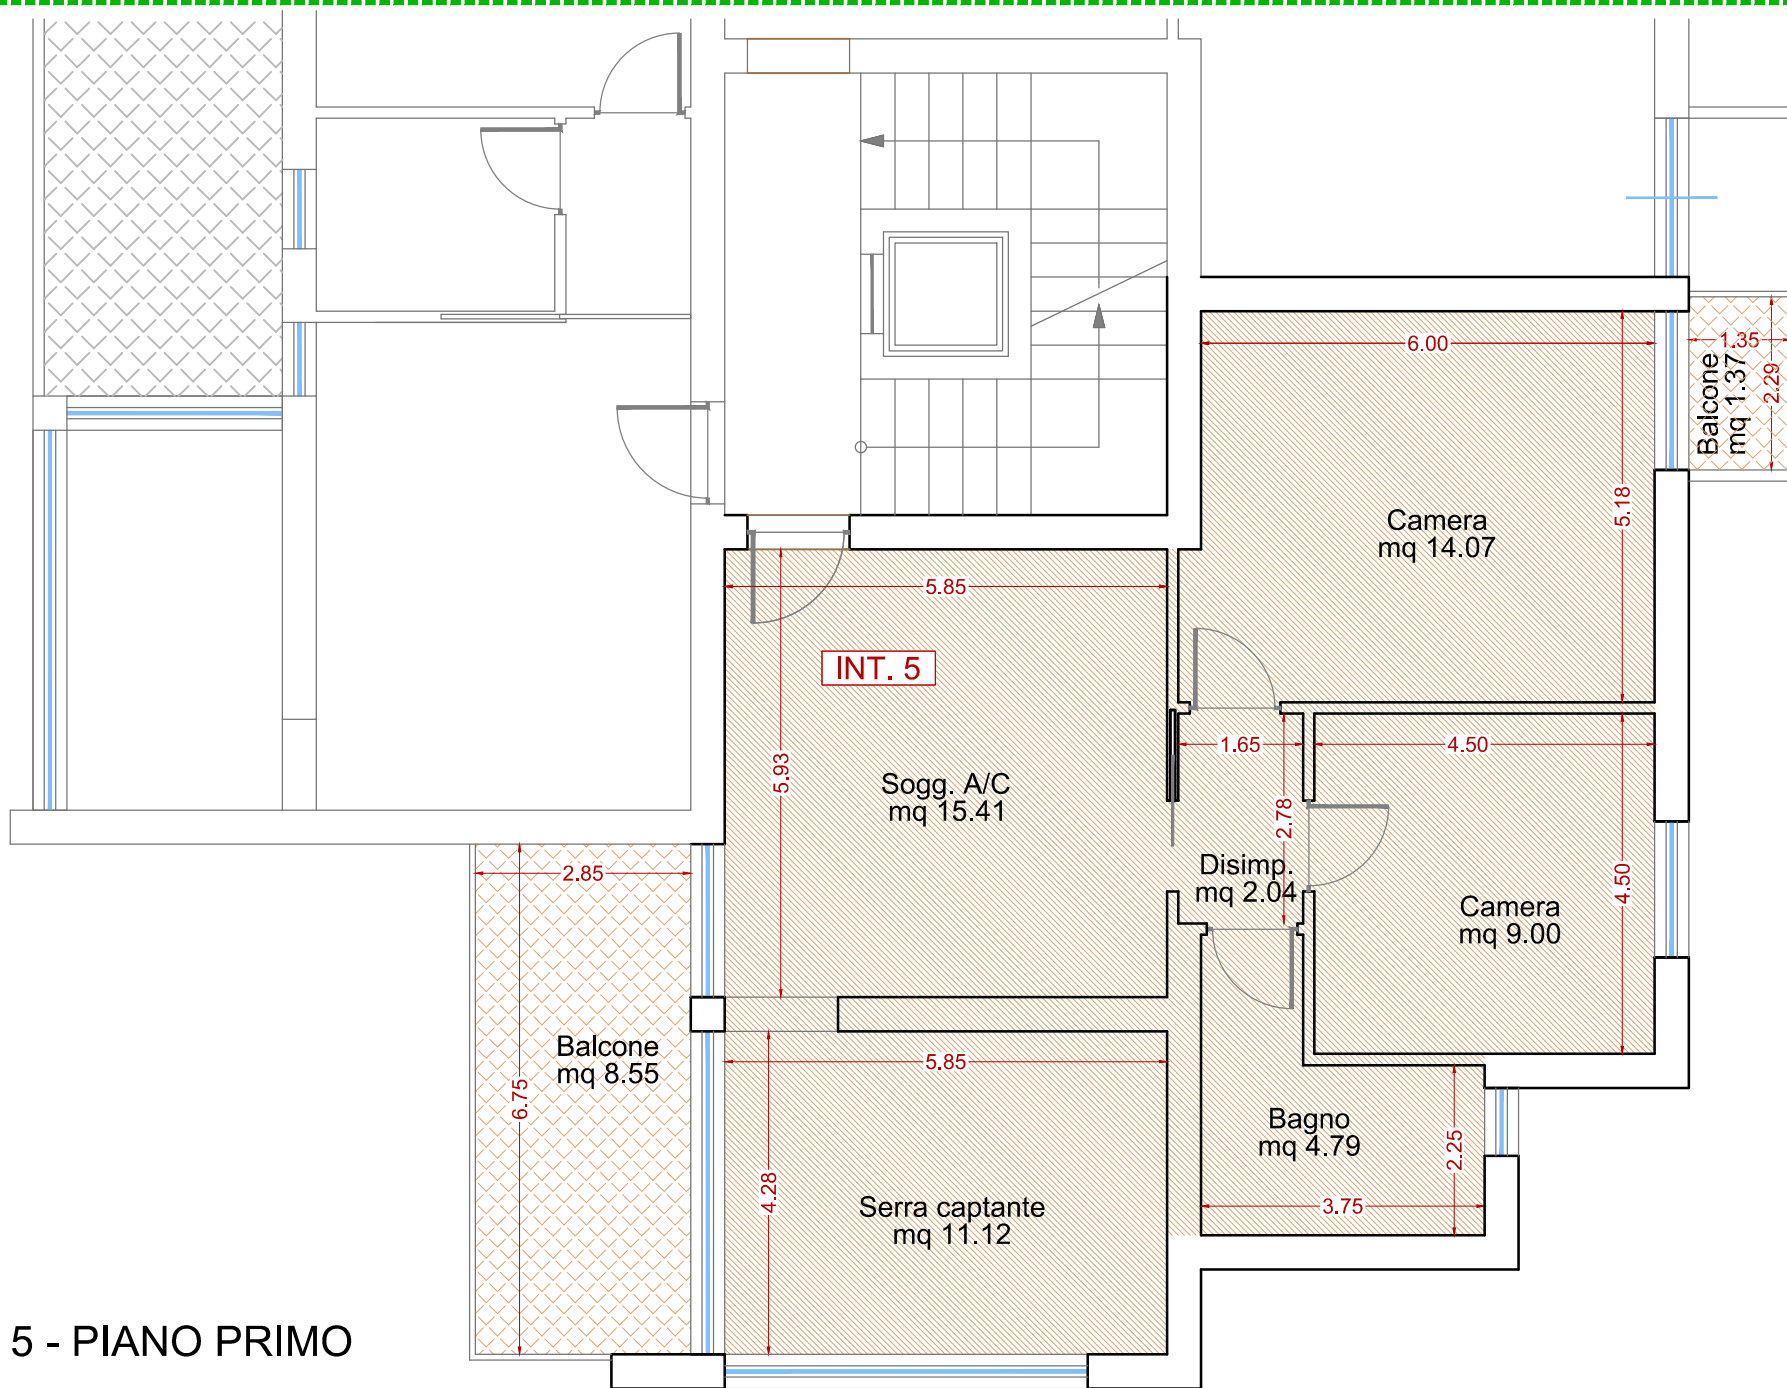 6.00
1.35
Balcone
mq 1.37
2.29
5.18
Camera
mq 14.07
5.85
INT. 5
5.93
Sogg. A/C
mq 15.41
1.65
4.50
2.78
Disimp.
mq 2.04
4.50
Camera
mq 9.00
2.85
Balcone
mq 8.55
6.75
5.85
4.28
Serra captante
mq 11.12
Bagno
mq 4.79
2.25
3.75
5 - PIANO PRIMO